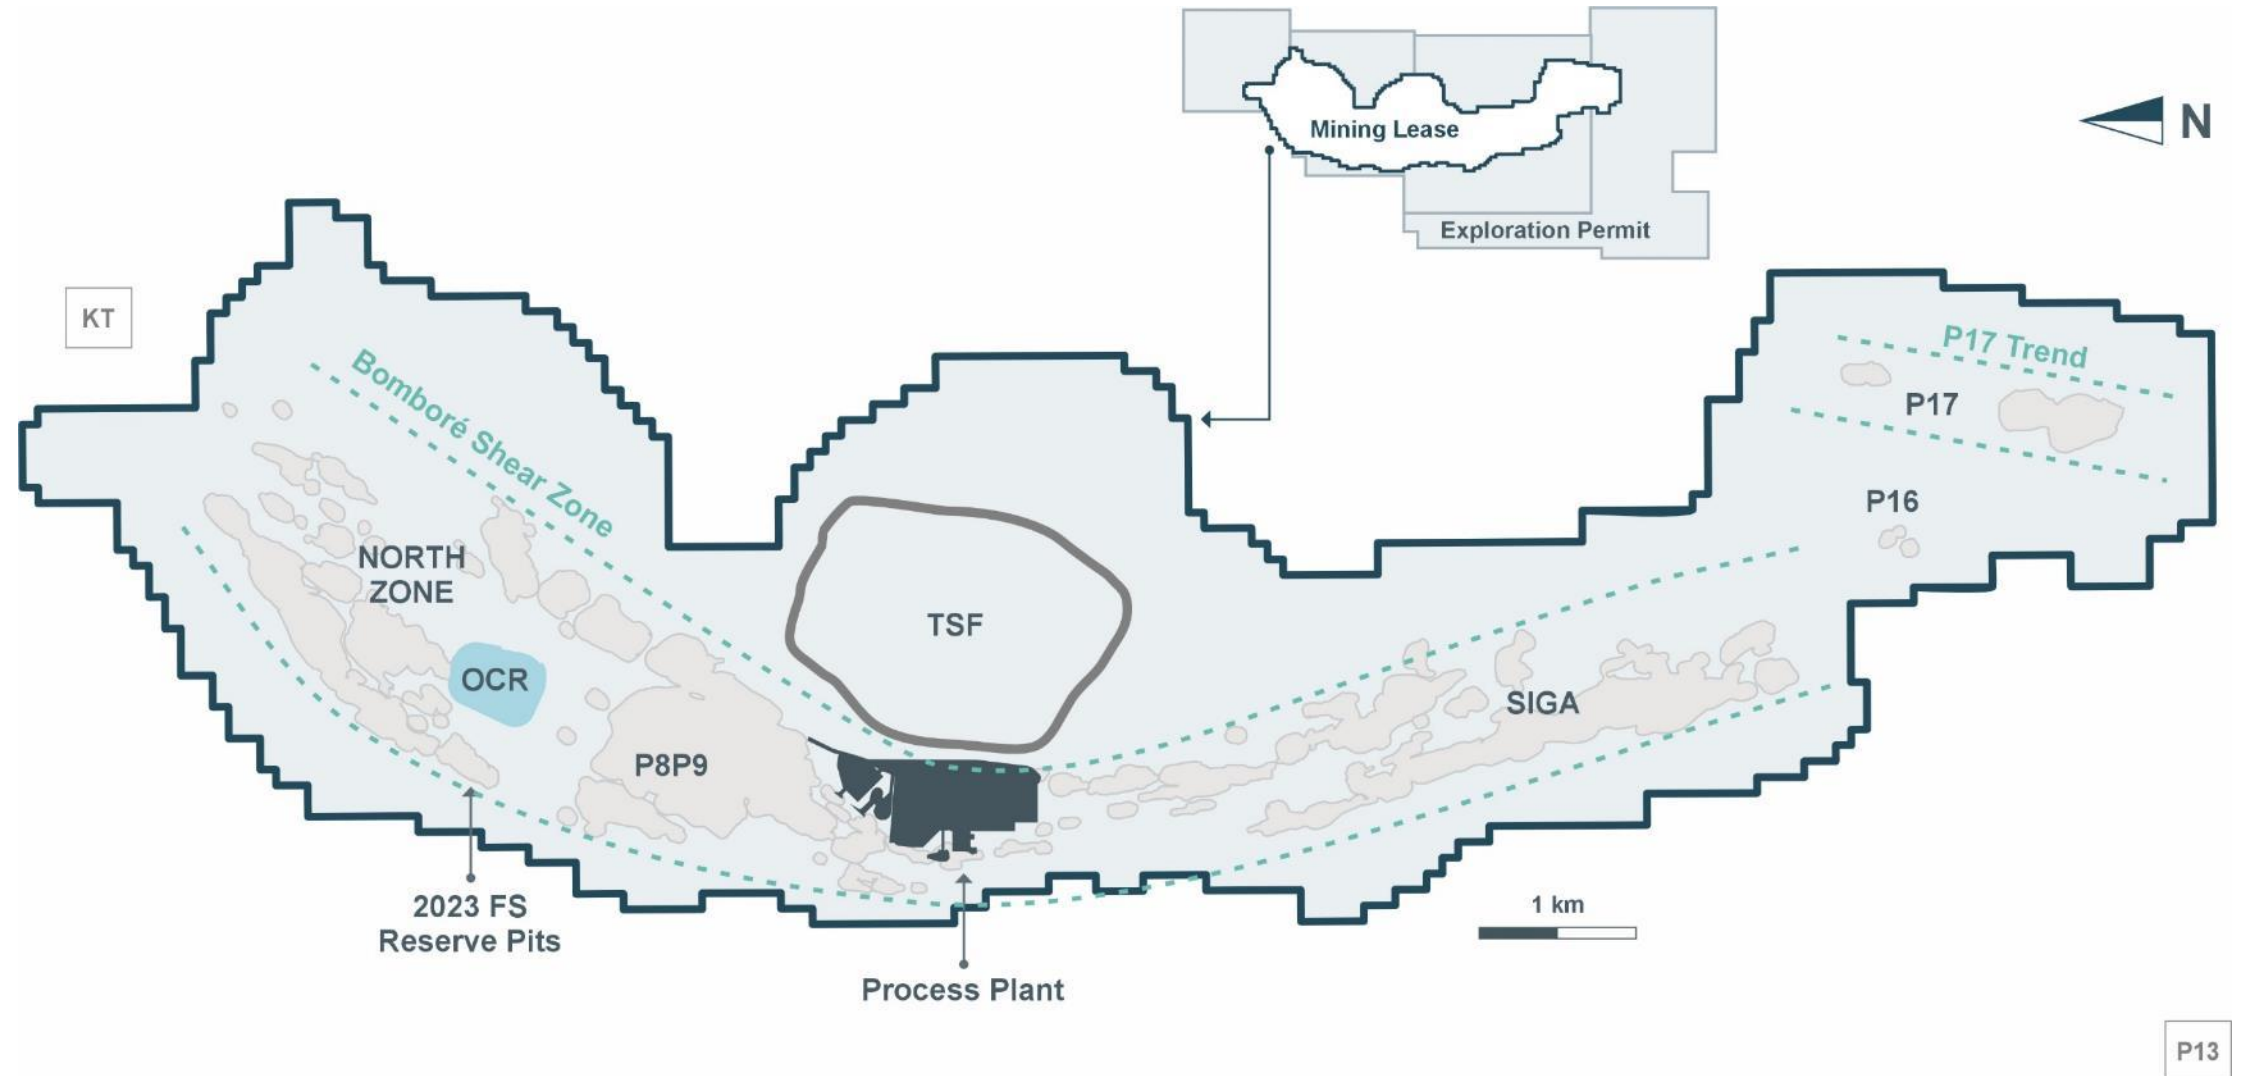 Mining Lease
N
Exploration Permit
KT
Bomboré Shear Zone
P17 Trend
P17
P16
NORTH
ZONE
TSF
OCR
SIGA
P8P9
2023 FS
Reserve Pits
1 km
Process Plant
P13